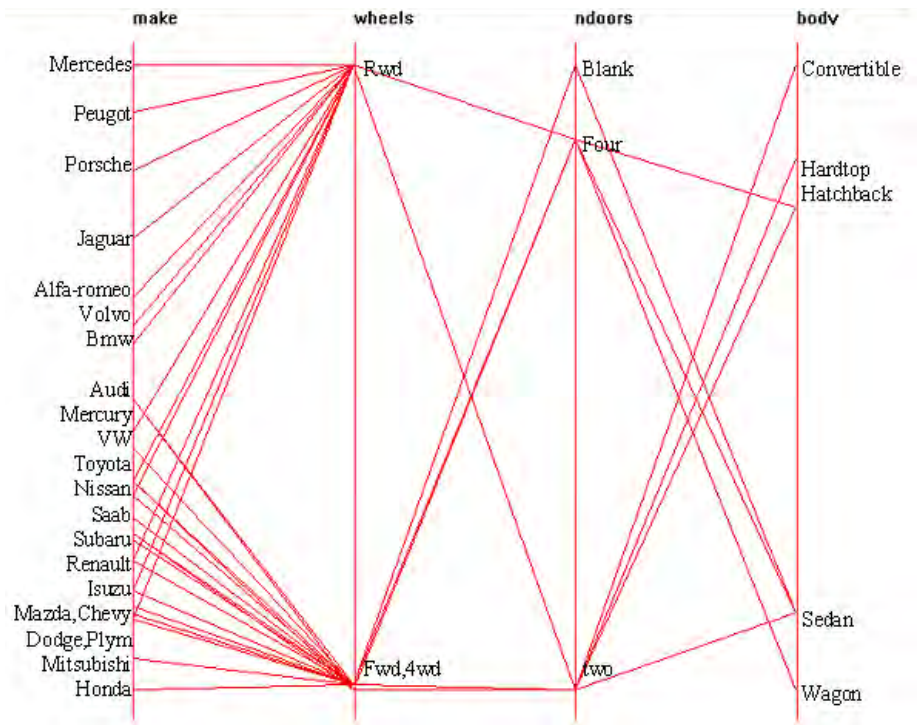 make
wheels
ndoors
body
Mercedes
Peugot
Porsche
Jaguar
Alfa-romeo
Volvo
Bmw
Audi
Mercury
VW
Toyota
Nissan
Saab
Subaru
Renault
Isuzu
Mazda,Chevy
Dodge,Plym
Mitsubishi
Honda
Rwd
Fwd,4wd
Blank
Four
two
Convertible
Hardtop
Hatchback
Sedan
Wagon